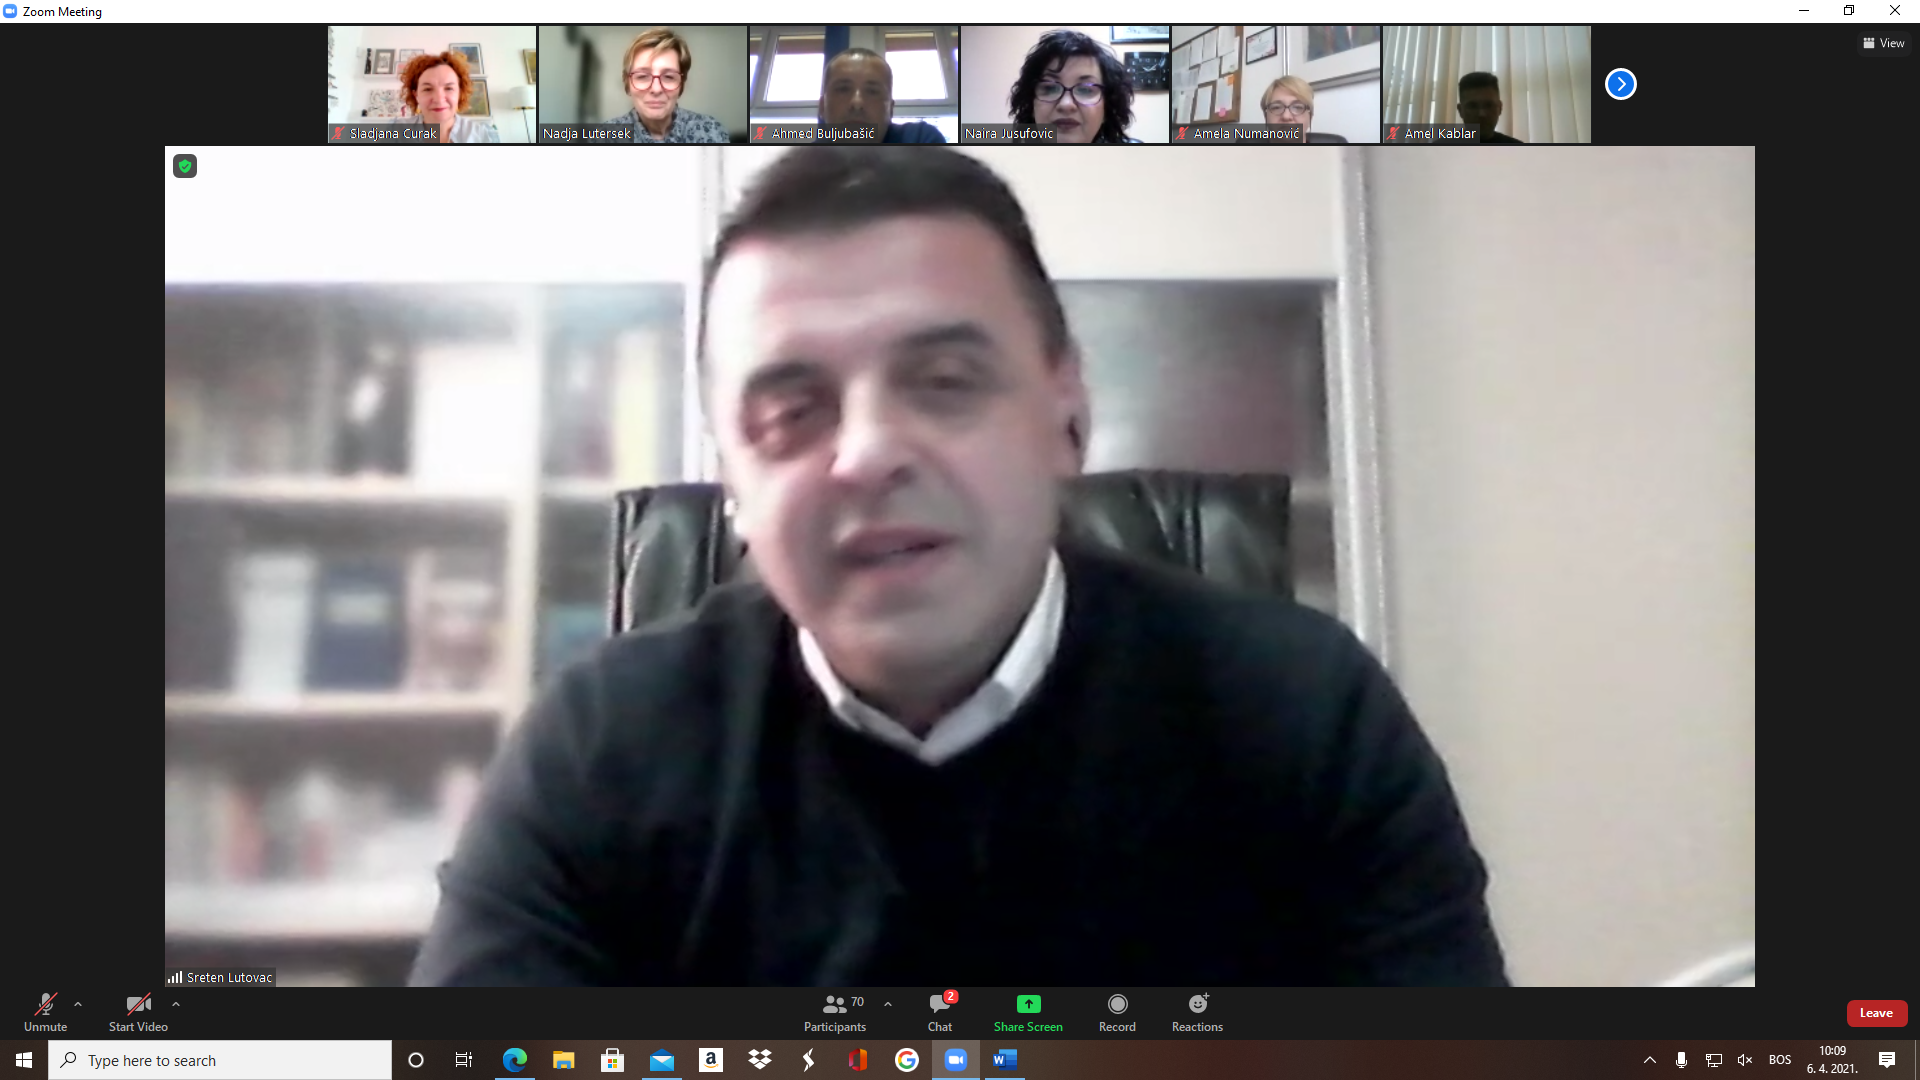 Zoom Meeting
View
Sladjana Curak
Nadja Lutersek
Ahmed Buljubašić
Naira Jusufovic
Amela Numanović
Amel Kablar
Sreten Lutovac
Unmute
Start Video
70
Participants
2
Chat
Share Screen
Record
Reactions
Leave
Type here to search
BOS
10:09
6. 4. 2021.